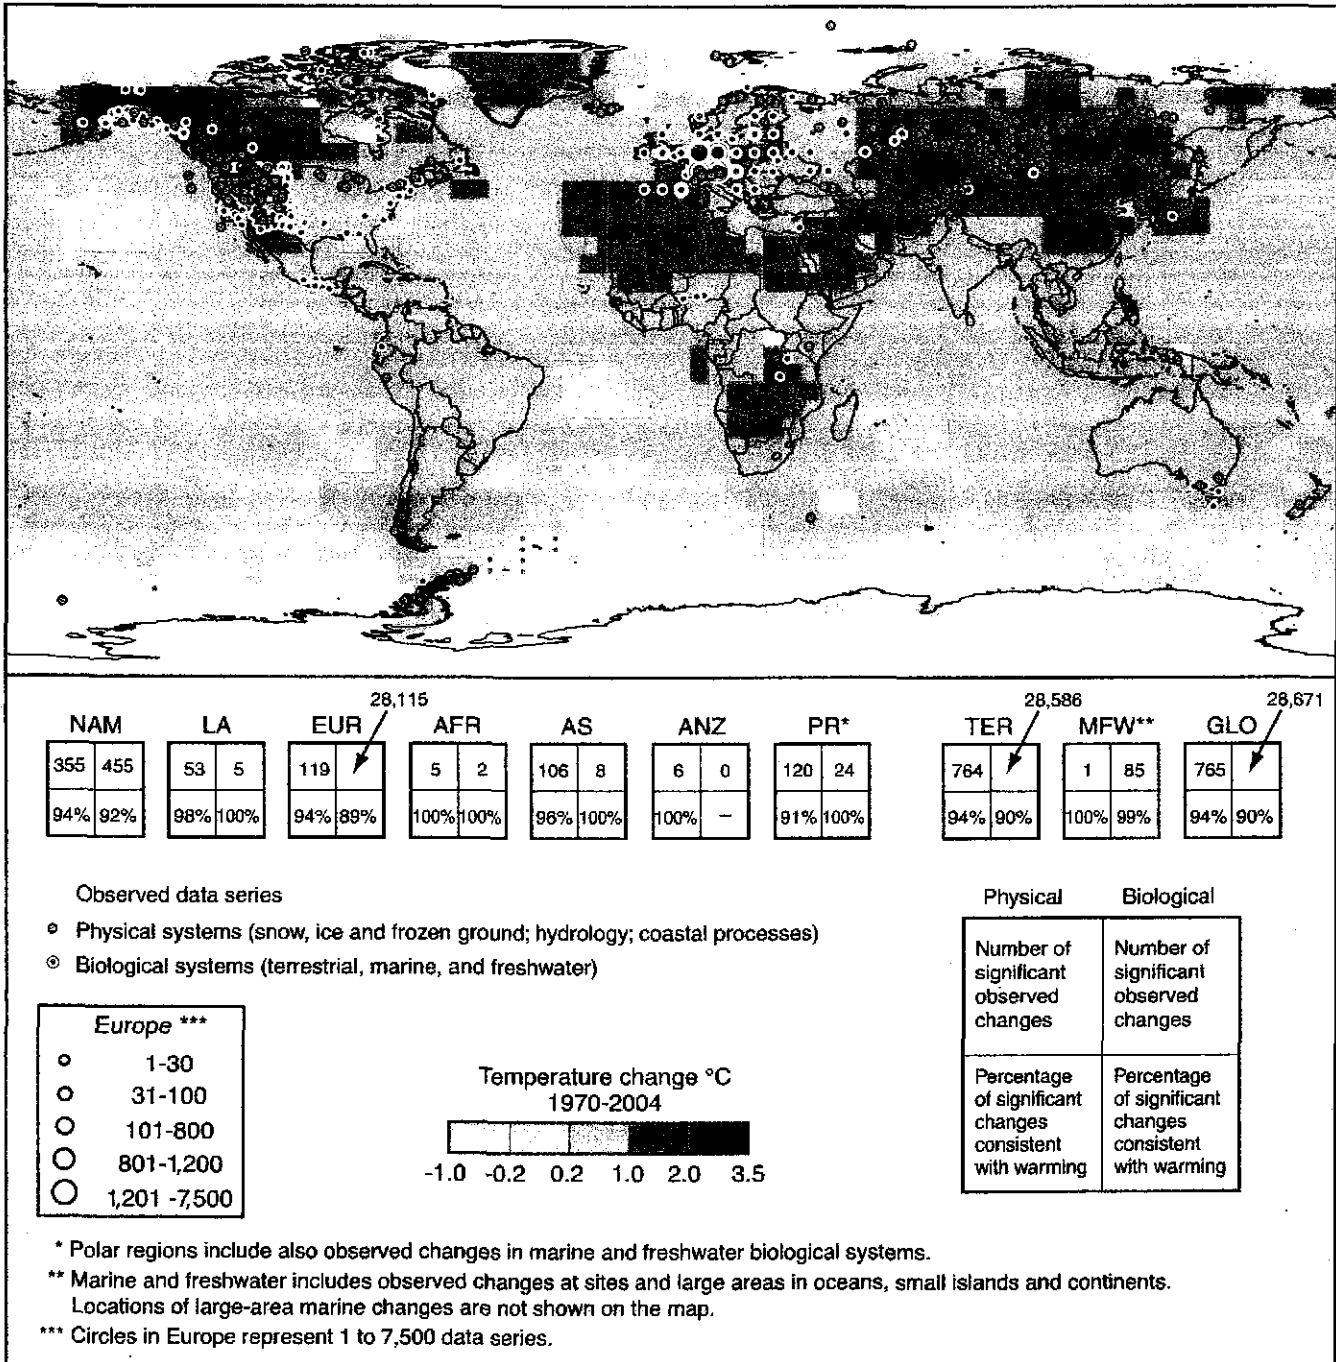 28,115 28,586 28,671
NAM LA EUR AFR AS ANZ PR* TER MFW** GLO
355 455 53 5 119 5 2 106 8 6 0 120 24 764 1 85 765
94% 92% 98% 100% 94% 89% 100% 100% 96% 100% 100% – 91% 100% 94% 90% 100% 99% 94% 90%
Observed data series
Physical systems (snow, ice and frozen ground; hydrology; coastal processes)
Biological systems (terrestrial, marine, and freshwater)
Europe ***
1-30
31-100
101-800
801-1,200
1,201 -7,500
Temperature change °C
1970-2004
-1.0 -0.2 0.2 1.0 2.0 3.5
Physical Biological
Number of
significant
observed
changes
Number of
significant
observed
changes
Percentage
of significant
changes
consistent
with warming
Percentage
of significant
changes
consistent
with warming
* Polar regions include also observed changes in marine and freshwater biological systems.
** Marine and freshwater includes observed changes at sites and large areas in oceans, small islands and continents.
Locations of large-area marine changes are not shown on the map.
*** Circles in Europe represent 1 to 7,500 data series.